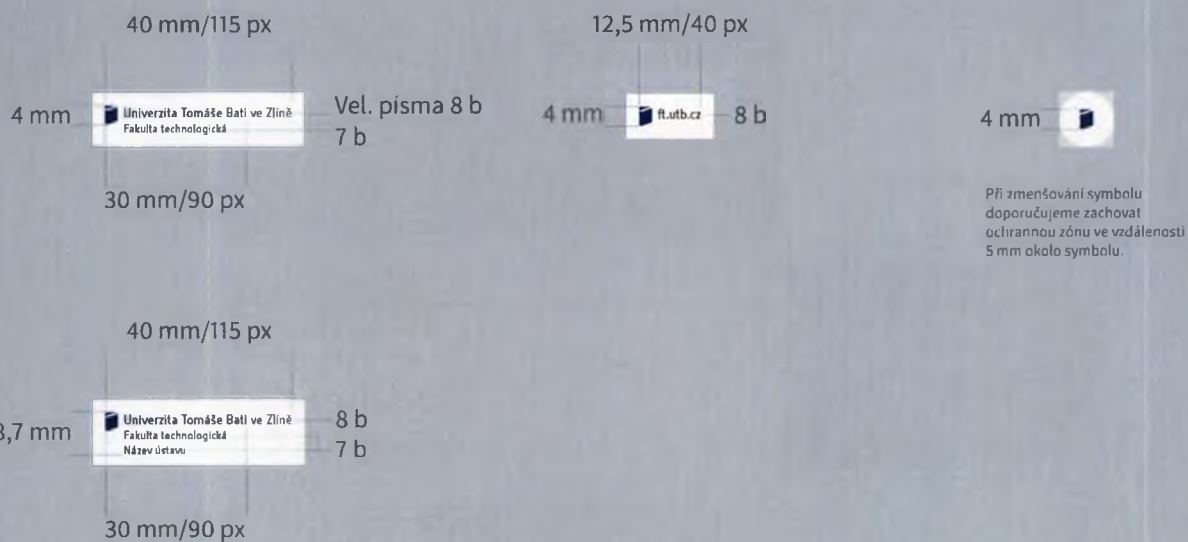 40 mm/115 px
4 mm
Univerzita Tomáše Bati ve Zlíně
Fakulta technologická
Vel. písma 8 b
7 b
30 mm/90 px
12,5 mm/40 px
4 mm
ft.utb.cz
8 b
4 mm
Při zmenšování symbolu
doporučujeme zachovat
ochrannou zónu ve vzdálenosti
5 mm okolo symbolu.
40 mm/115 px
8,7 mm
Univerzita Tomáše Bati ve Zlíně
Fakulta technologická
Název ústavu
8 b
7 b
30 mm/90 px